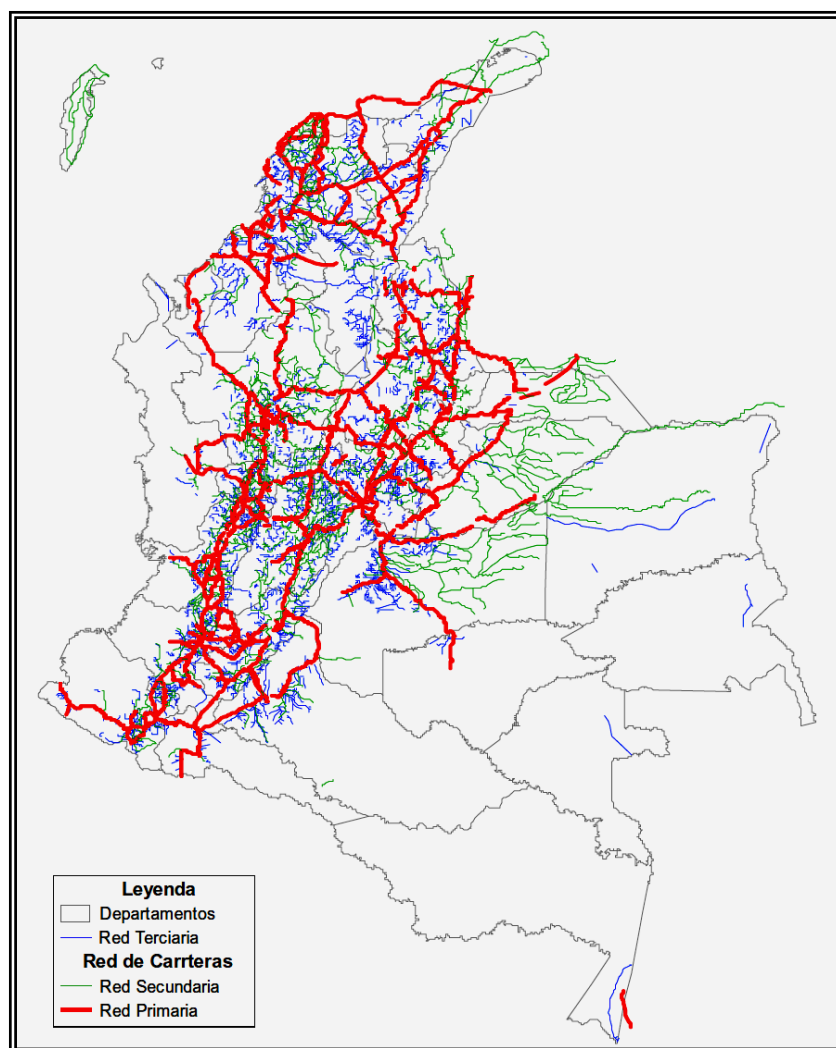 Leyenda
Departamentos
Red Terciaria
Red de Carrteras
Red Secundaria
Red Primaria